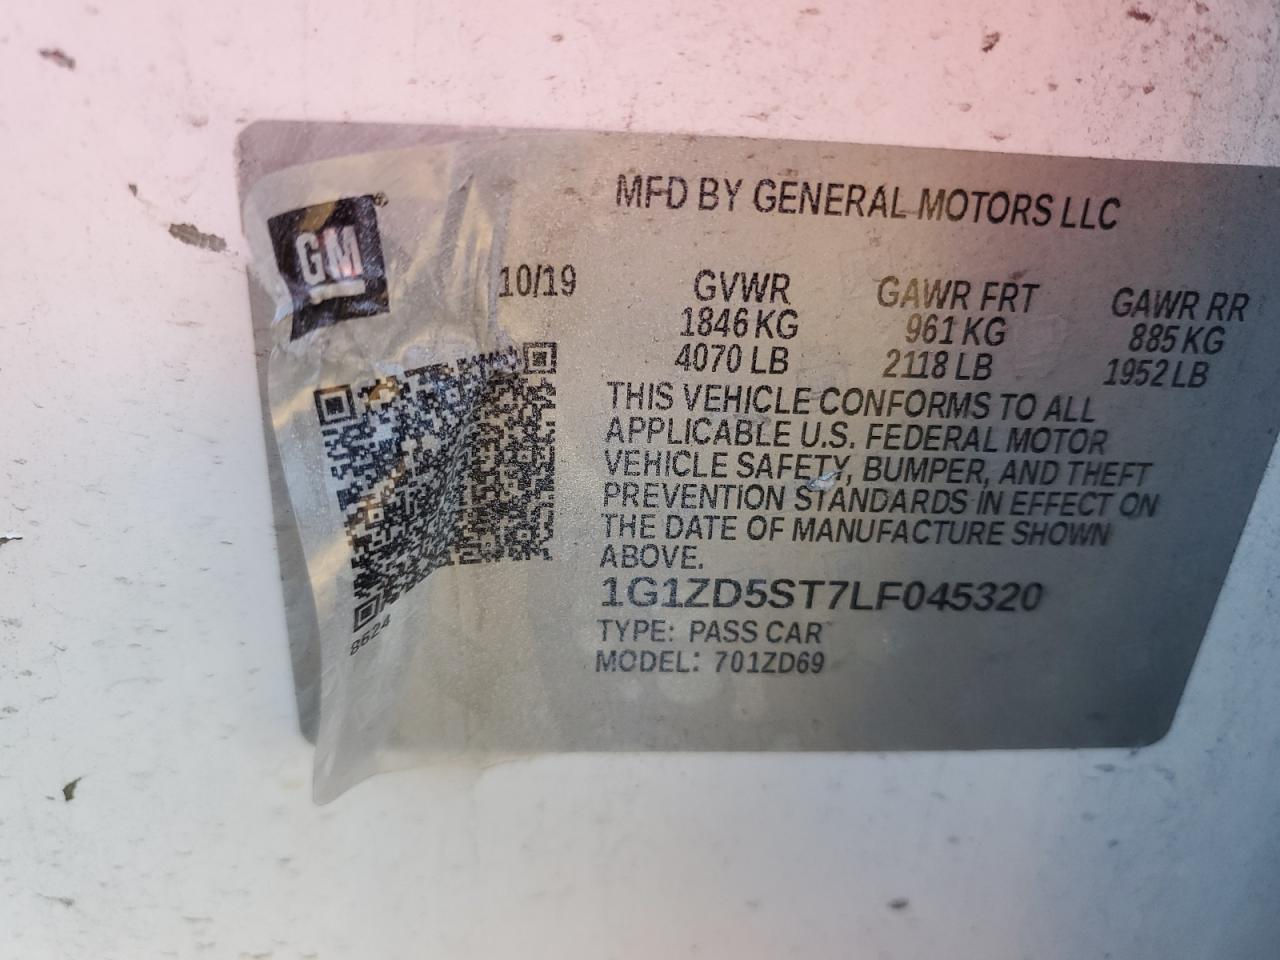 GM
MFD BY GENERAL MOTORS LLC
10/19
GVWR GAWR FRT GAWR RR
1846 KG 961 KG 885 KG
4070 LB 2118 LB 1952 LB
THIS VEHICLE CONFORMS TO ALL
APPLICABLE U.S. FEDERAL MOTOR
VEHICLE SAFETY, BUMPER, AND THEFT
PREVENTION STANDARDS IN EFFECT ON
THE DATE OF MANUFACTURE SHOWN
ABOVE.
1G1ZD5ST7LF045320
TYPE: PASS CAR
MODEL: 701ZD69
8624